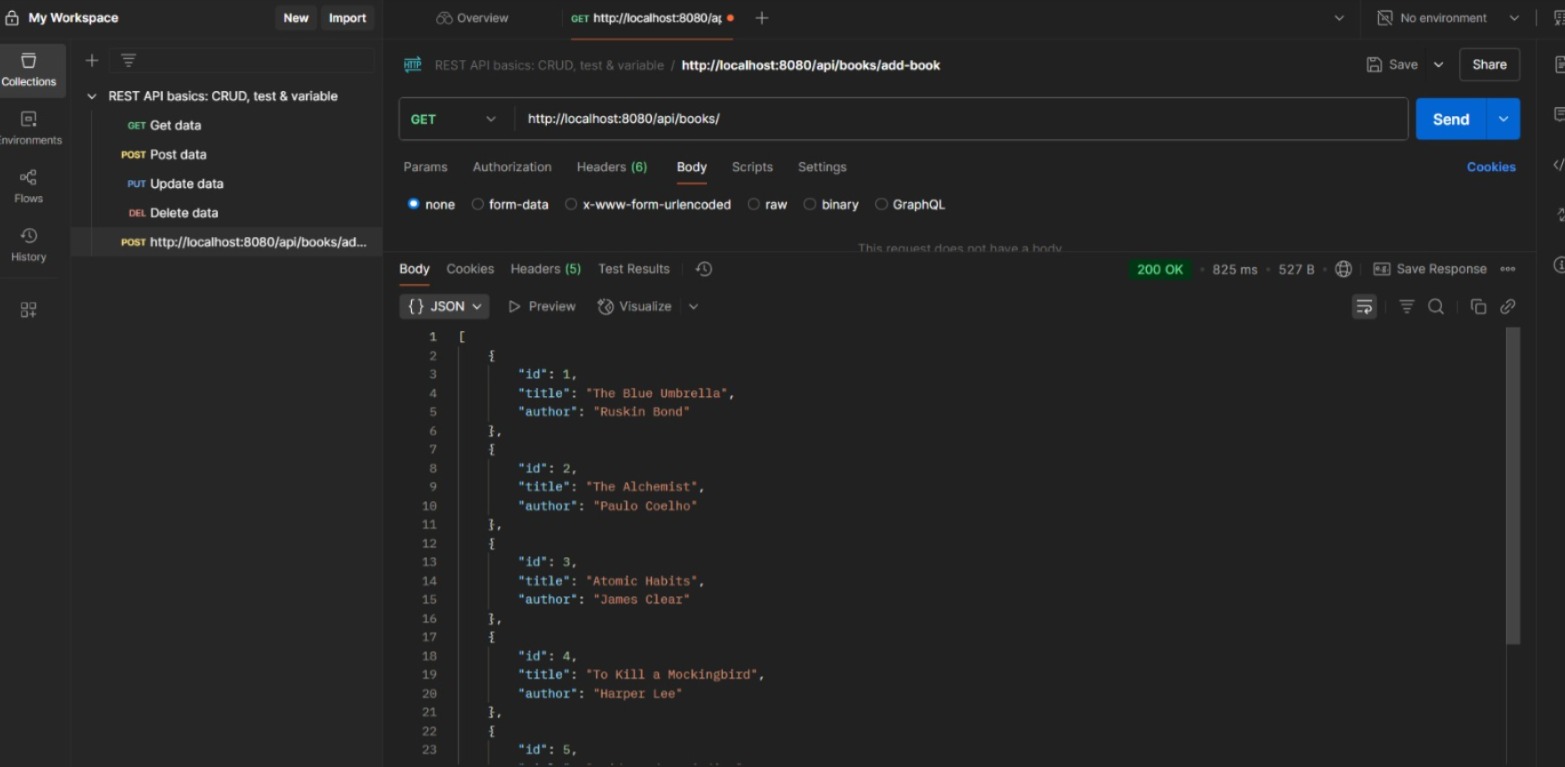 My Workspace New Import
Overview GET http://localhost:8080/ap No environment
Collections
REST API basics: CRUD, test & variable / http://localhost:8080/api/books/add-book Save Share
REST API basics: CRUD, test & variable
GET http://localhost:8080/api/books/ Send
GET Get data
nvironments
POST Post data
Params Authorization Headers (6) Body Scripts Settings Cookies
PUT Update data
Flows
none form-data x-www-form-urlencoded raw binary GraphQL
DEL Delete data
POST http://localhost:8080/api/books/ad...
This request does not have a body
History
Body Cookies Headers (5) Test Results 200 OK • 825 ms • 527 B Save Response
{} JSON Preview Visualize
1 [
2 {
3 "id": 1,
4 "title": "The Blue Umbrella",
5 "author": "Ruskin Bond"
6 },
7 {
8 "id": 2,
9 "title": "The Alchemist",
10 "author": "Paulo Coelho"
11 },
12 {
13 "id": 3,
14 "title": "Atomic Habits",
15 "author": "James Clear"
16 },
17 {
18 "id": 4,
19 "title": "To Kill a Mockingbird",
20 "author": "Harper Lee"
21 },
22 {
23 "id": 5,